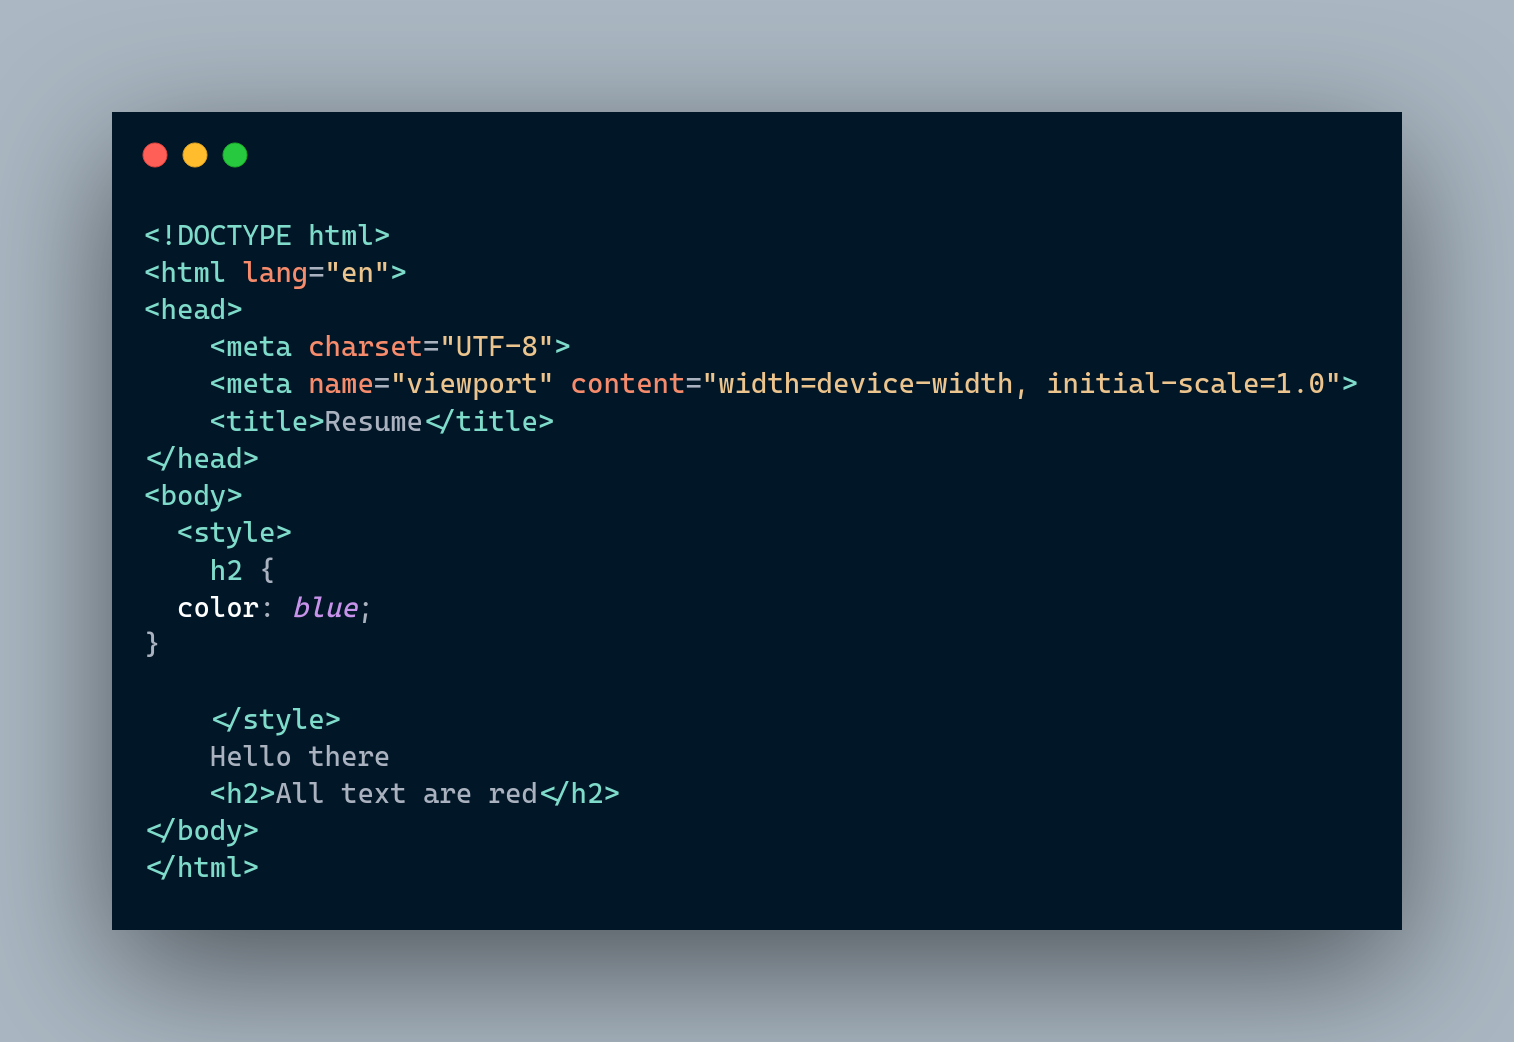 <!DOCTYPE html>
<html lang="en">
<head>
    <meta charset="UTF-8">
    <meta name="viewport" content="width=device-width, initial-scale=1.0">
    <title>Resume</title>
</head>
<body>
  <style>
    h2 {
  color: blue;
}

    </style>
    Hello there
    <h2>All text are red</h2>
</body>
</html>